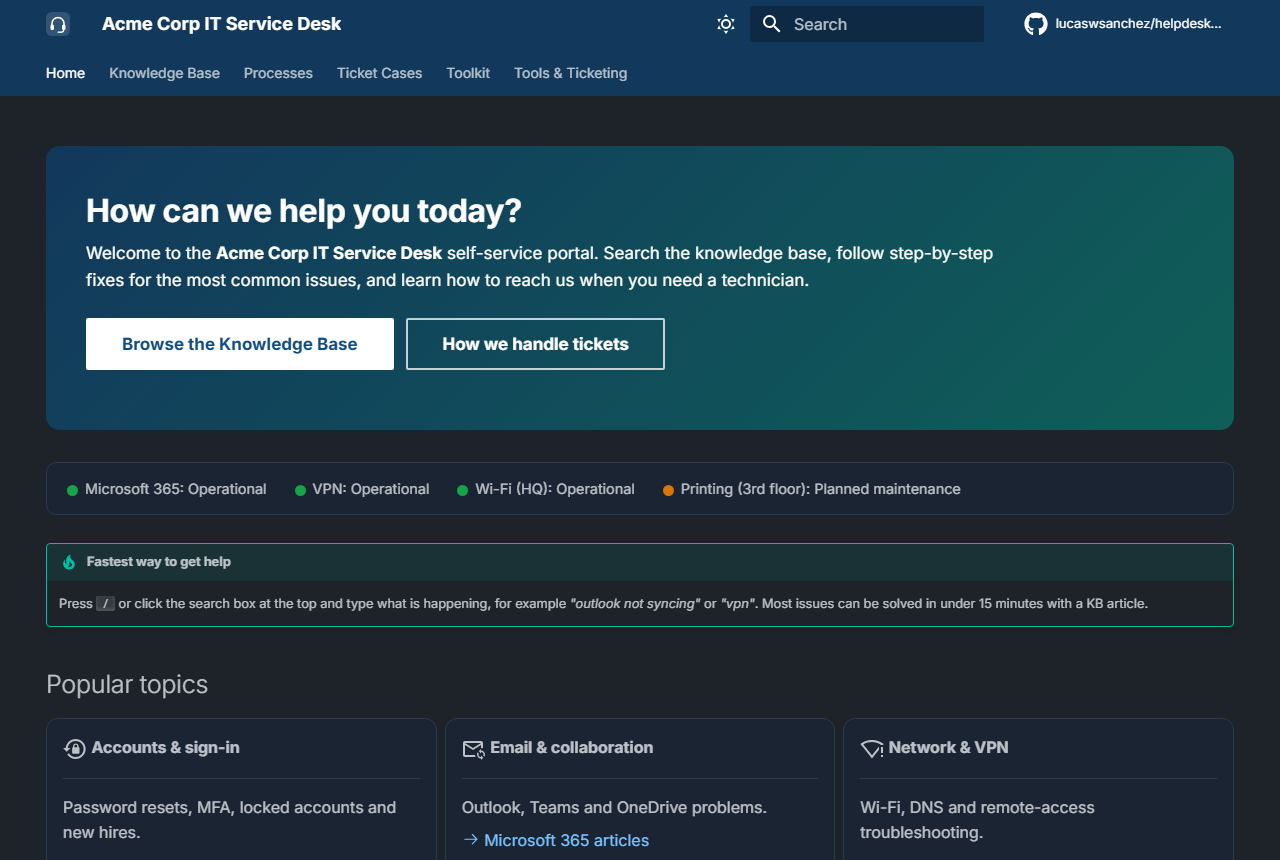 Acme Corp IT Service Desk
Search
lucaswsanchez/helpdesk...
Home Knowledge Base Processes Ticket Cases Toolkit Tools & Ticketing
How can we help you today?
Welcome to the Acme Corp IT Service Desk self-service portal. Search the knowledge base, follow step-by-step
fixes for the most common issues, and learn how to reach us when you need a technician.
Browse the Knowledge Base How we handle tickets
Microsoft 365: Operational VPN: Operational Wi-Fi (HQ): Operational Printing (3rd floor): Planned maintenance
Fastest way to get help
Press / or click the search box at the top and type what is happening, for example "outlook not syncing" or "vpn". Most issues can be solved in under 15 minutes with a KB article.
Popular topics
Accounts & sign-in
Password resets, MFA, locked accounts and
new hires.
Email & collaboration
Outlook, Teams and OneDrive problems.
→ Microsoft 365 articles
Network & VPN
Wi-Fi, DNS and remote-access
troubleshooting.